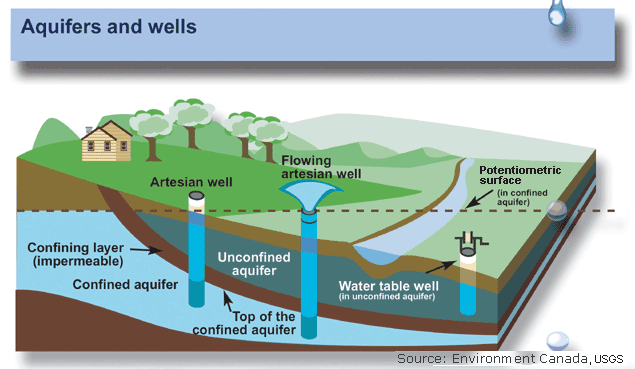 Aquifers and wells
Flowing
artesian well
Artesian well
Potentiometric
surface
(in confined
aquifer)
Confining layer
(impermeable)
Unconfined
aquifer
Confined aquifer
Water table well
(in unconfined aquifer)
Top of the
confined aquifer
Source: Environment Canada, USGS